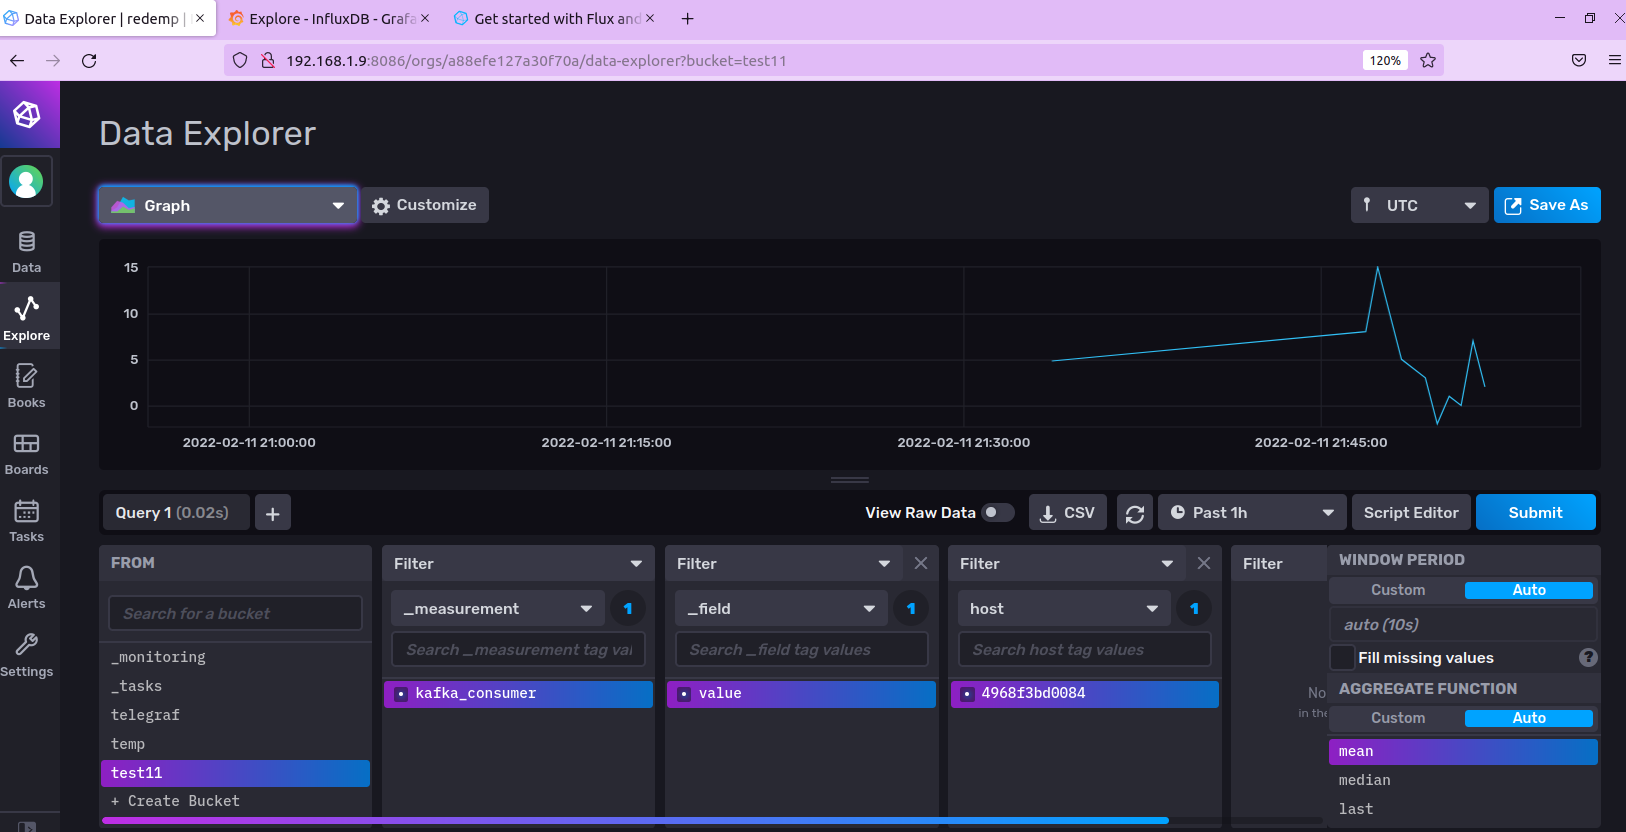 Data Explorer | redemp |
Explore - InfluxDB - Grafa
Get started with Flux and
192.168.1.9:8086/orgs/a88efe127a30f70a/data-explorer?bucket=test11
120%
Data Explorer
Graph
Customize
UTC
Save As
Data
Explore
Books
Boards
Tasks
Alerts
Settings
15
10
5
0
2022-02-11 21:00:00
2022-02-11 21:15:00
2022-02-11 21:30:00
2022-02-11 21:45:00
Query 1 (0.02s)
+
View Raw Data
CSV
Past 1h
Script Editor
Submit
FROM
Search for a bucket
_monitoring
_tasks
telegraf
temp
test11
+ Create Bucket
Filter
_measurement
1
Search _measurement tag val
kafka_consumer
Filter
_field
1
Search _field tag values
value
Filter
host
1
Search host tag values
4968f3bd0084
Filter
No
in the
WINDOW PERIOD
Custom
Auto
auto (10s)
Fill missing values
?
AGGREGATE FUNCTION
Custom
Auto
mean
median
last